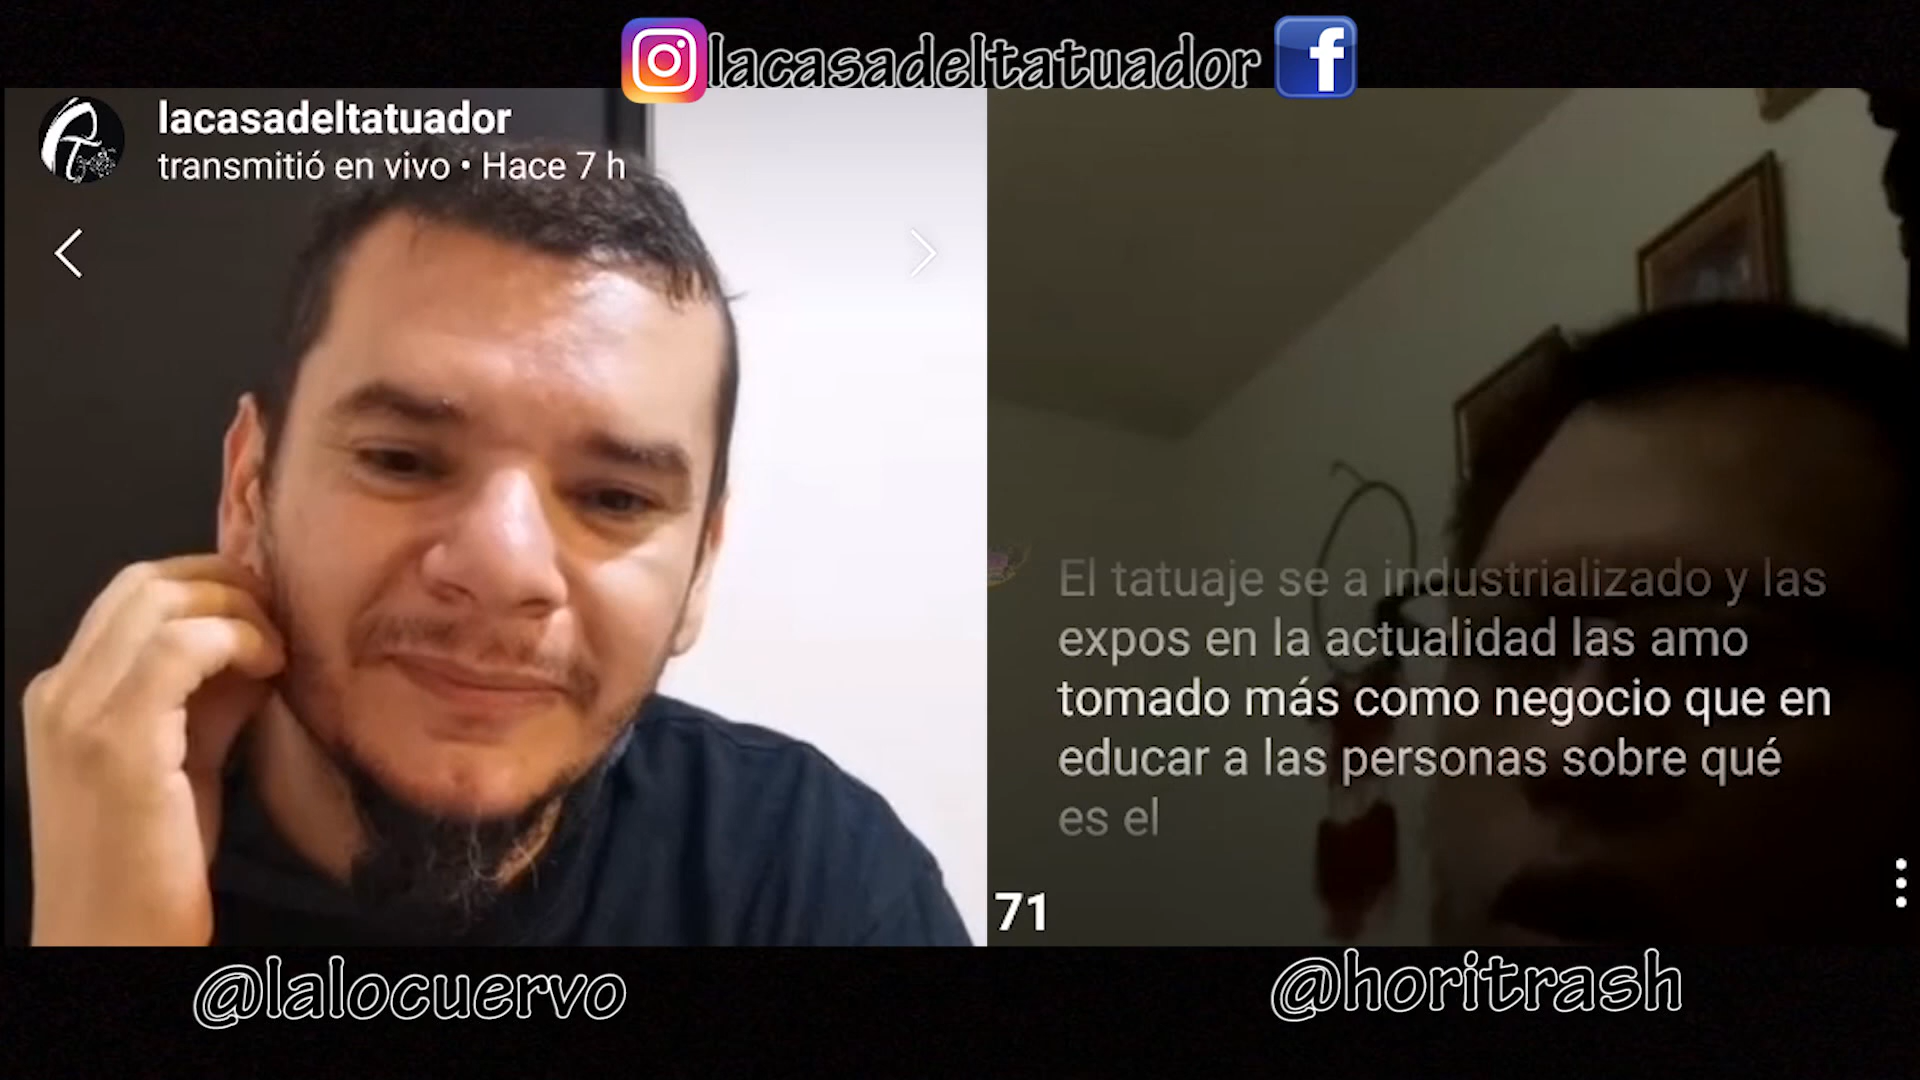 lacasadeltatuador
lacasadeltatuador
transmitió en vivo • Hace 7 h
El tatuaje se a industrializado y las
expos en la actualidad las amo
tomado más como negocio que en
educar a las personas sobre qué
es el
71
@lalocuervo
@horitrash